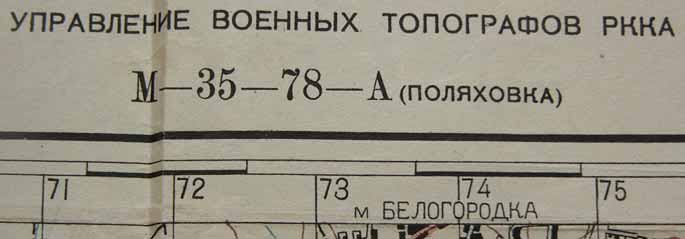 УПРАВЛЕНИЕ ВОЕННЫХ ТОПОГРАФОВ РККА
М—35—78—А (ПОЛЯХОВКА)
71 72 73 74 75
м БЕЛОГОРОДКА